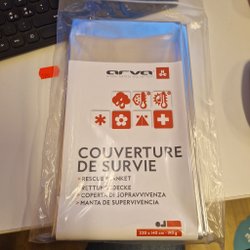 arva
COUVERTURE
DE SURVIE
• RESCUE BLANKET
• RETTUNGSDECKE
• COPERTA DI SOPRAVVIVENZA
• MANTA DE SUPERVIVENCIA